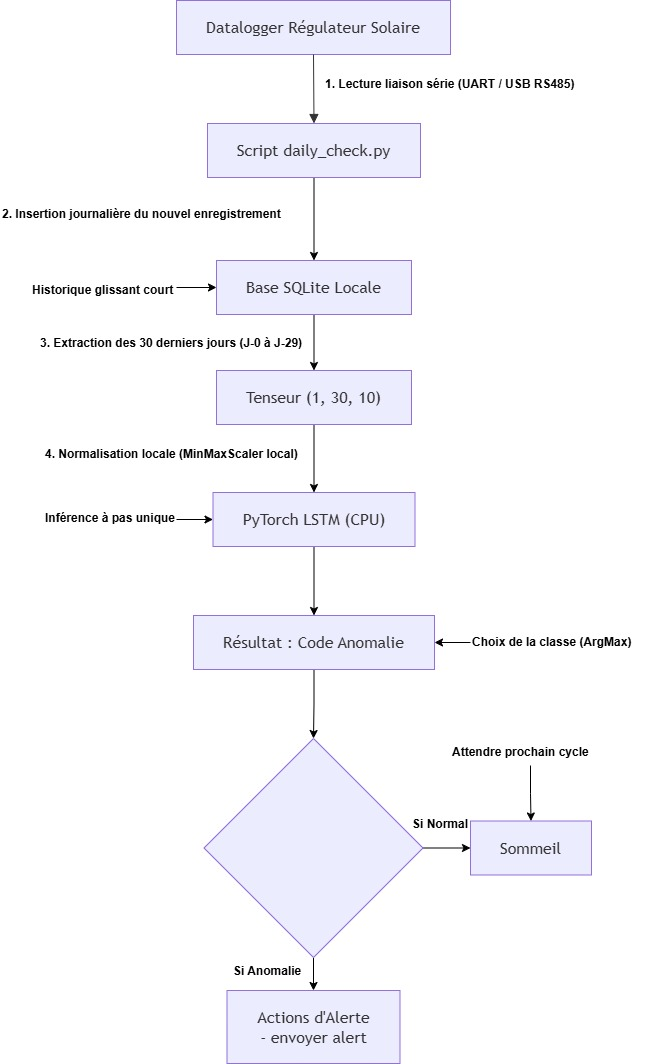 Datalogger Régulateur Solaire
1. Lecture liaison série (UART / USB RS485)
Script daily_check.py
2. Insertion journalière du nouvel enregistrement
Historique glissant court
Base SQLite Locale
3. Extraction des 30 derniers jours (J-0 à J-29)
Tenseur (1, 30, 10)
4. Normalisation locale (MinMaxScaler local)
Inférence à pas unique
PyTorch LSTM (CPU)
Résultat : Code Anomalie
Choix de la classe (ArgMax)
Attendre prochain cycle
Si Normal
Sommeil
Si Anomalie
Actions d'Alerte
- envoyer alert